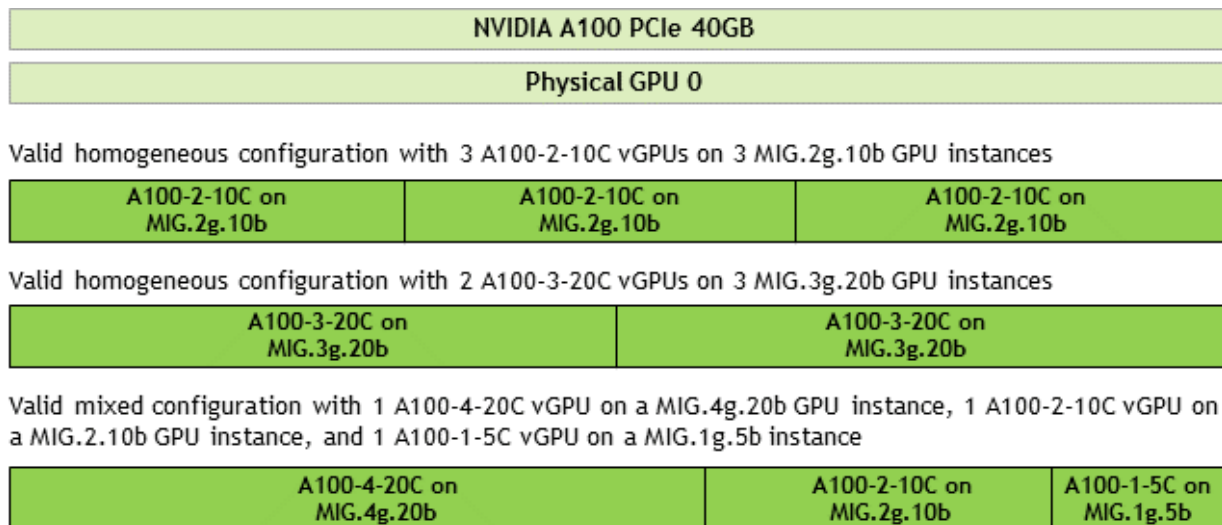 NVIDIA A100 PCIe 40GB
Physical GPU 0
Valid homogeneous configuration with 3 A100-2-10C vGPUs on 3 MIG.2g.10b GPU instances
A100-2-10C on
MIG.2g.10b
A100-2-10C on
MIG.2g.10b
A100-2-10C on
MIG.2g.10b
Valid homogeneous configuration with 2 A100-3-20C vGPUs on 3 MIG.3g.20b GPU instances
A100-3-20C on
MIG.3g.20b
A100-3-20C on
MIG.3g.20b
Valid mixed configuration with 1 A100-4-20C vGPU on a MIG.4g.20b GPU instance, 1 A100-2-10C vGPU on
a MIG.2.10b GPU instance, and 1 A100-1-5C vGPU on a MIG.1g.5b instance
A100-4-20C on
MIG.4g.20b
A100-2-10C on
MIG.2g.10b
A100-1-5C on
MIG.1g.5b